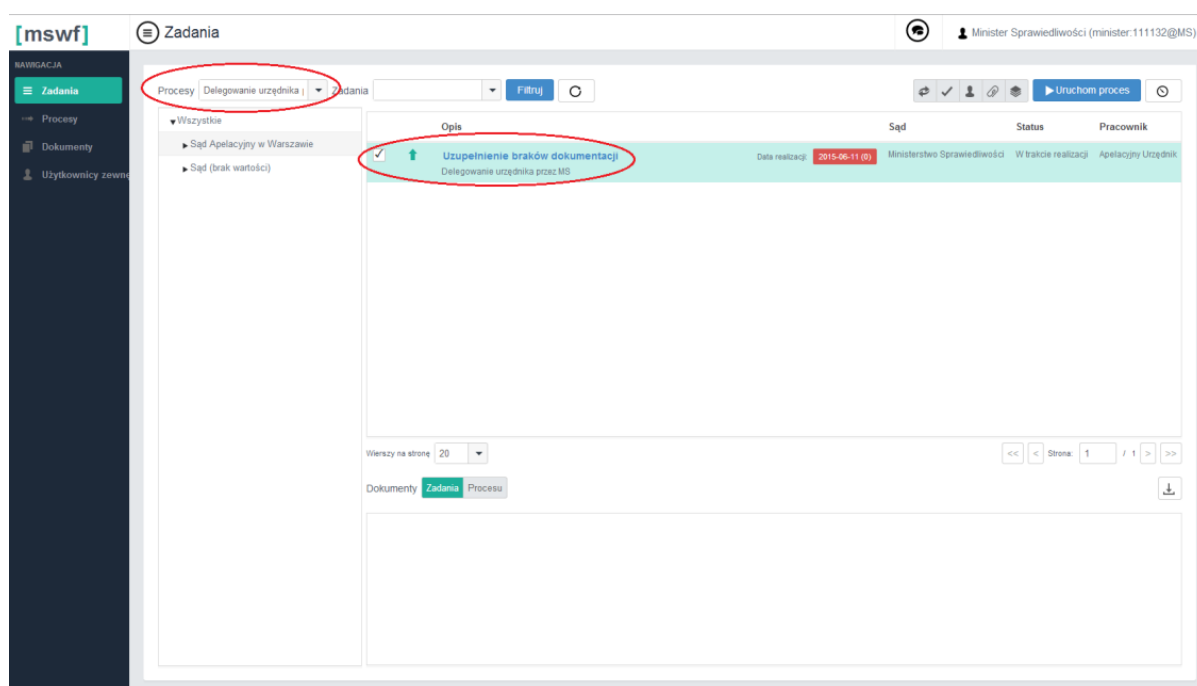 [mswf]
Zadania
Minister Sprawiedliwości (minister:111132@MS)
NAWIGACJA
Zadania
Procesy
Dokumenty
Użytkownicy zewnę
Procesy Delegowanie urzędnika Zadania Filtruj Uruchom proces
Wszystkie
Sąd Apelacyjny w Warszawie
Sąd (brak wartości)
Opis Sąd Status Pracownik
Uzupełnienie braków dokumentacji Data realizacji: 2015-06-11 (0) Ministerstwo Sprawiedliwości W trakcie realizacji Apelacyjny Urzędnik
Delegowanie urzędnika przez MS
Wierszy na stronę 20 << < Strona: 1 / 1 > >>
Dokumenty Zadania Procesu